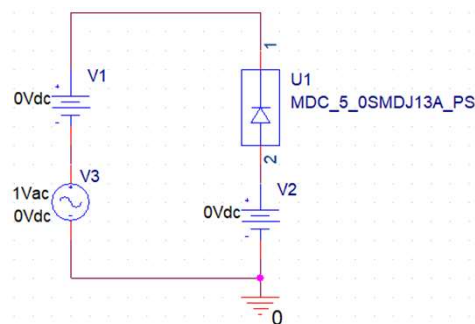 1
V1
0Vdc
U1
MDC_5_0SMDJ13A_PS
2
V3
1Vac
0Vdc
V2
0Vdc
0